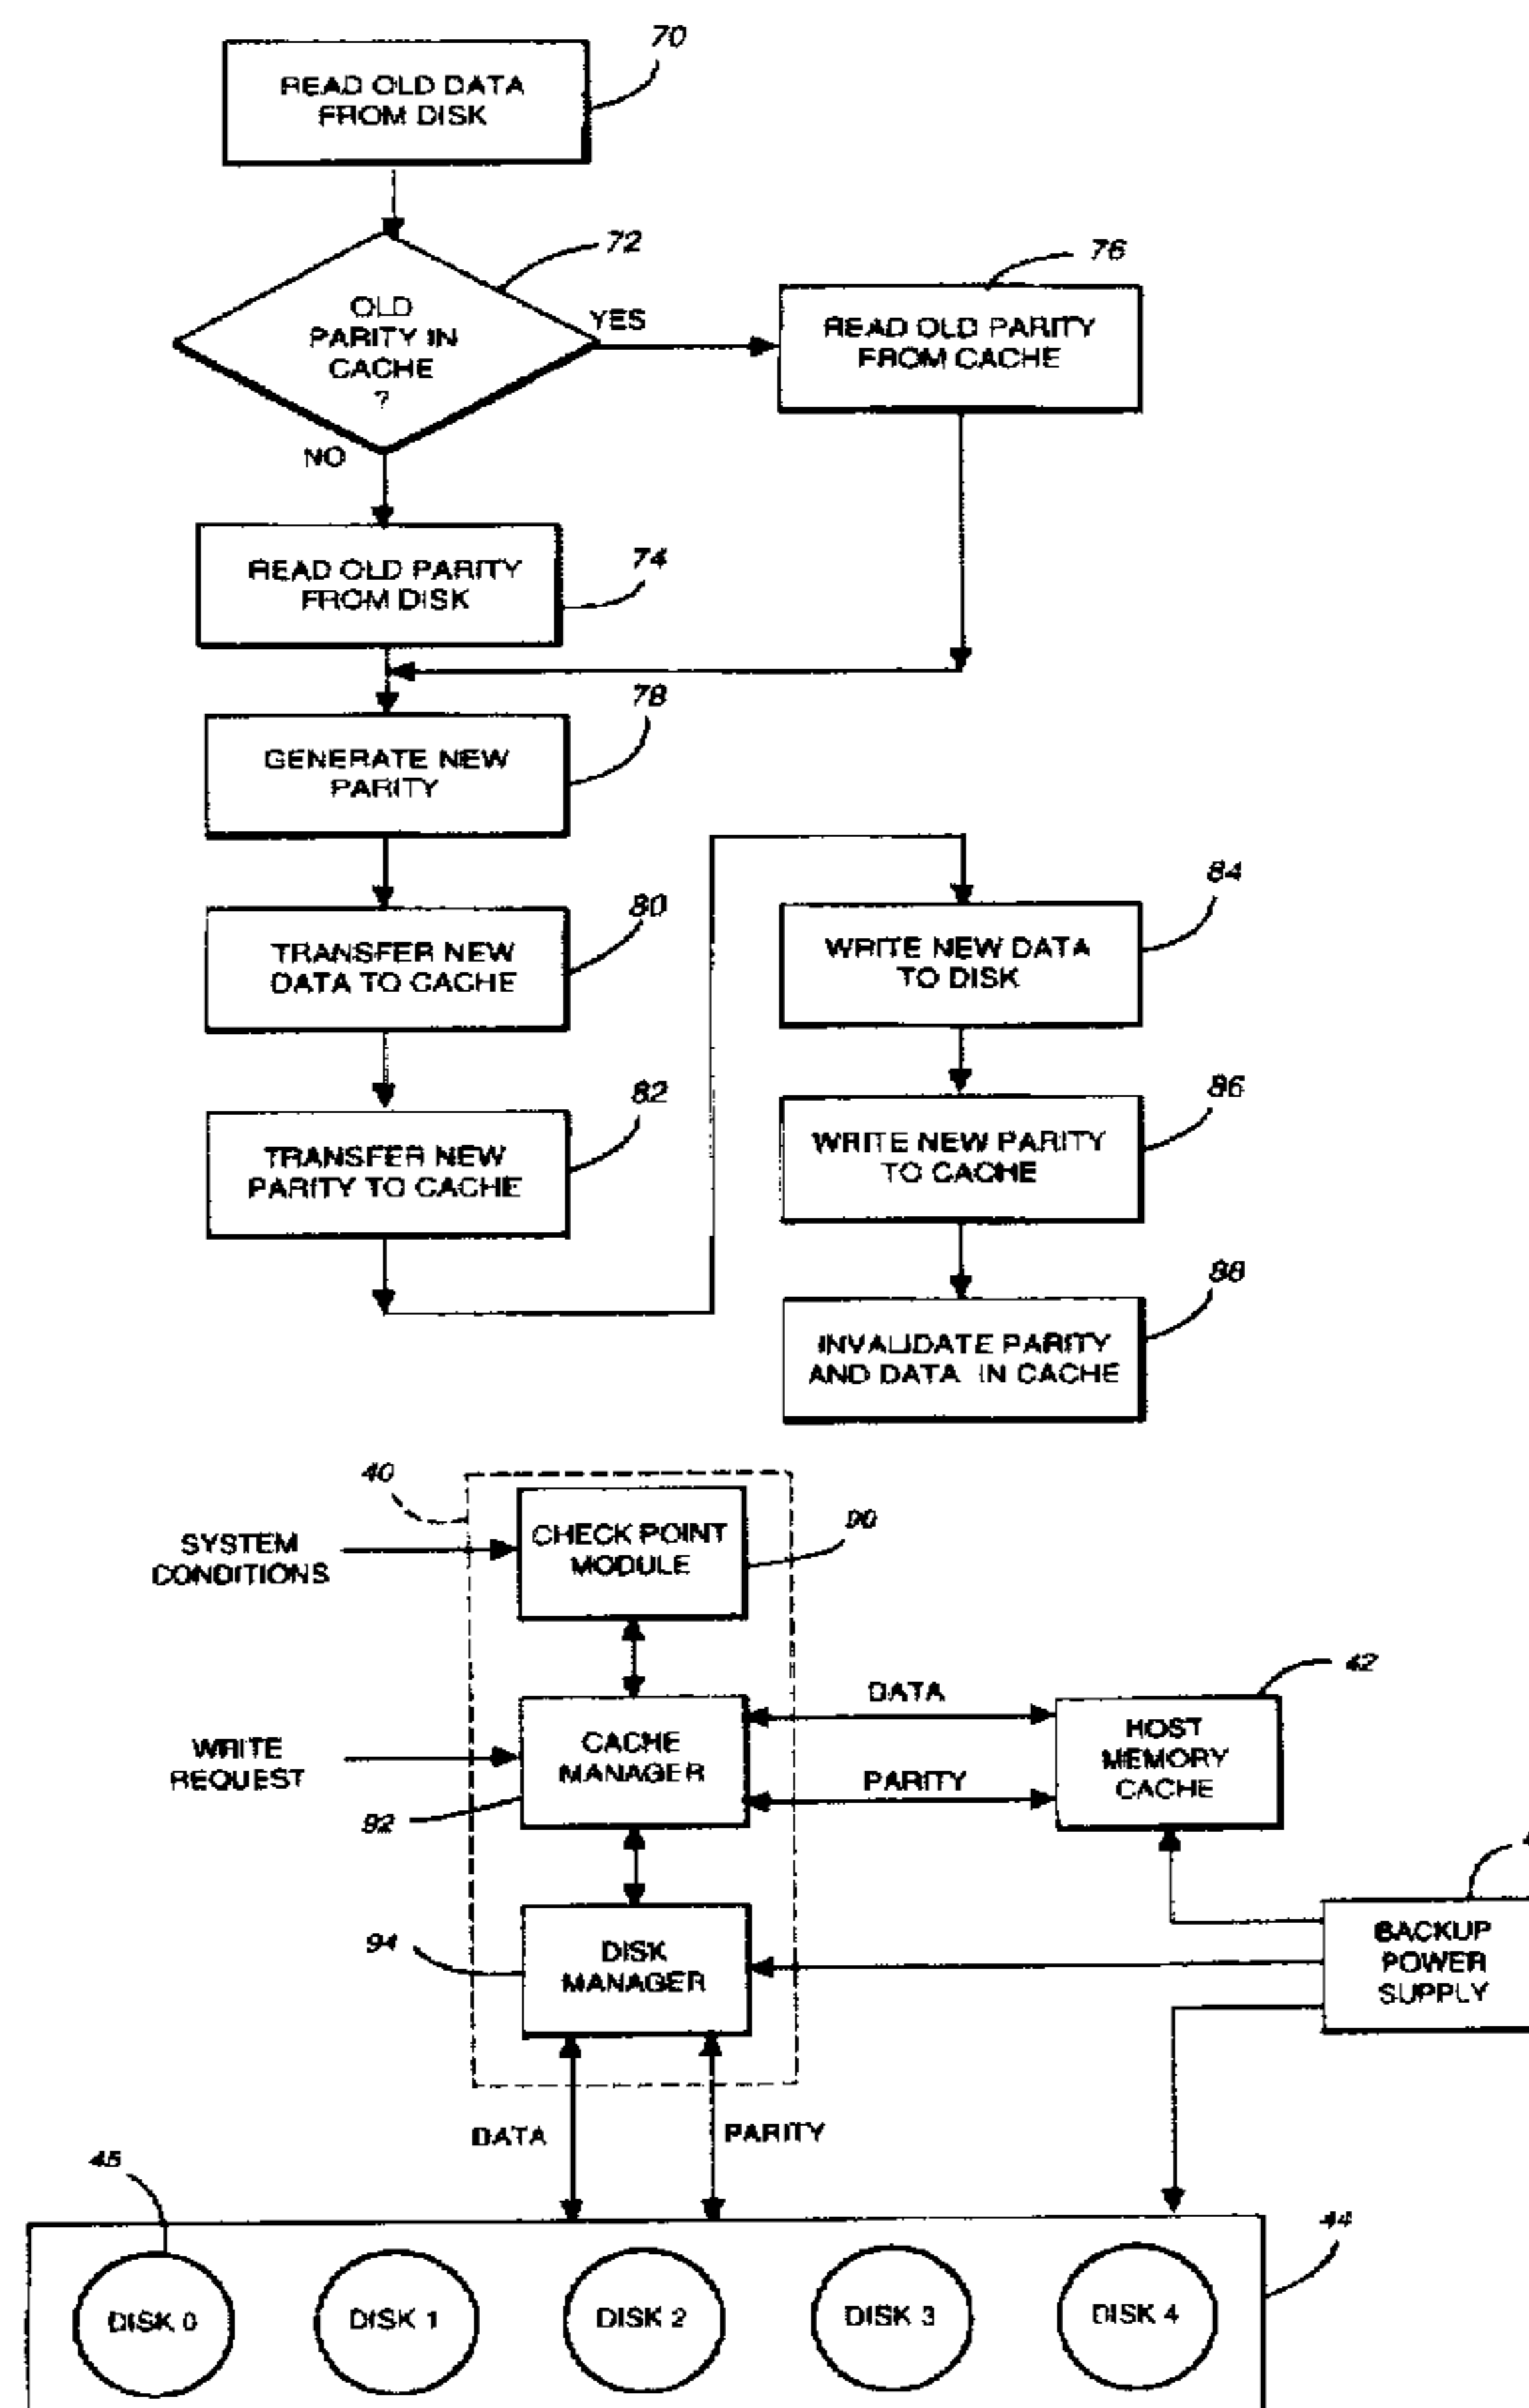 70
READ OLD DATA
FROM DISK
72
OLD
PARITY IN
CACHE
?
YES
76
READ OLD PARITY
FROM CACHE
NO
74
READ OLD PARITY
FROM DISK
78
GENERATE NEW
PARITY
80
TRANSFER NEW
DATA TO CACHE
82
TRANSFER NEW
PARITY TO CACHE
84
WRITE NEW DATA
TO DISK
86
WRITE NEW PARITY
TO CACHE
88
INVALIDATE PARITY
AND DATA IN CACHE
40
SYSTEM
CONDITIONS
CHECK POINT
MODULE
90
WRITE
REQUEST
CACHE
MANAGER
92
DATA
PARITY
42
HOST
MEMORY
CACHE
94
DISK
MANAGER
BACKUP
POWER
SUPPLY
DATA
PARITY
45
44
DISK 0
DISK 1
DISK 2
DISK 3
DISK 4